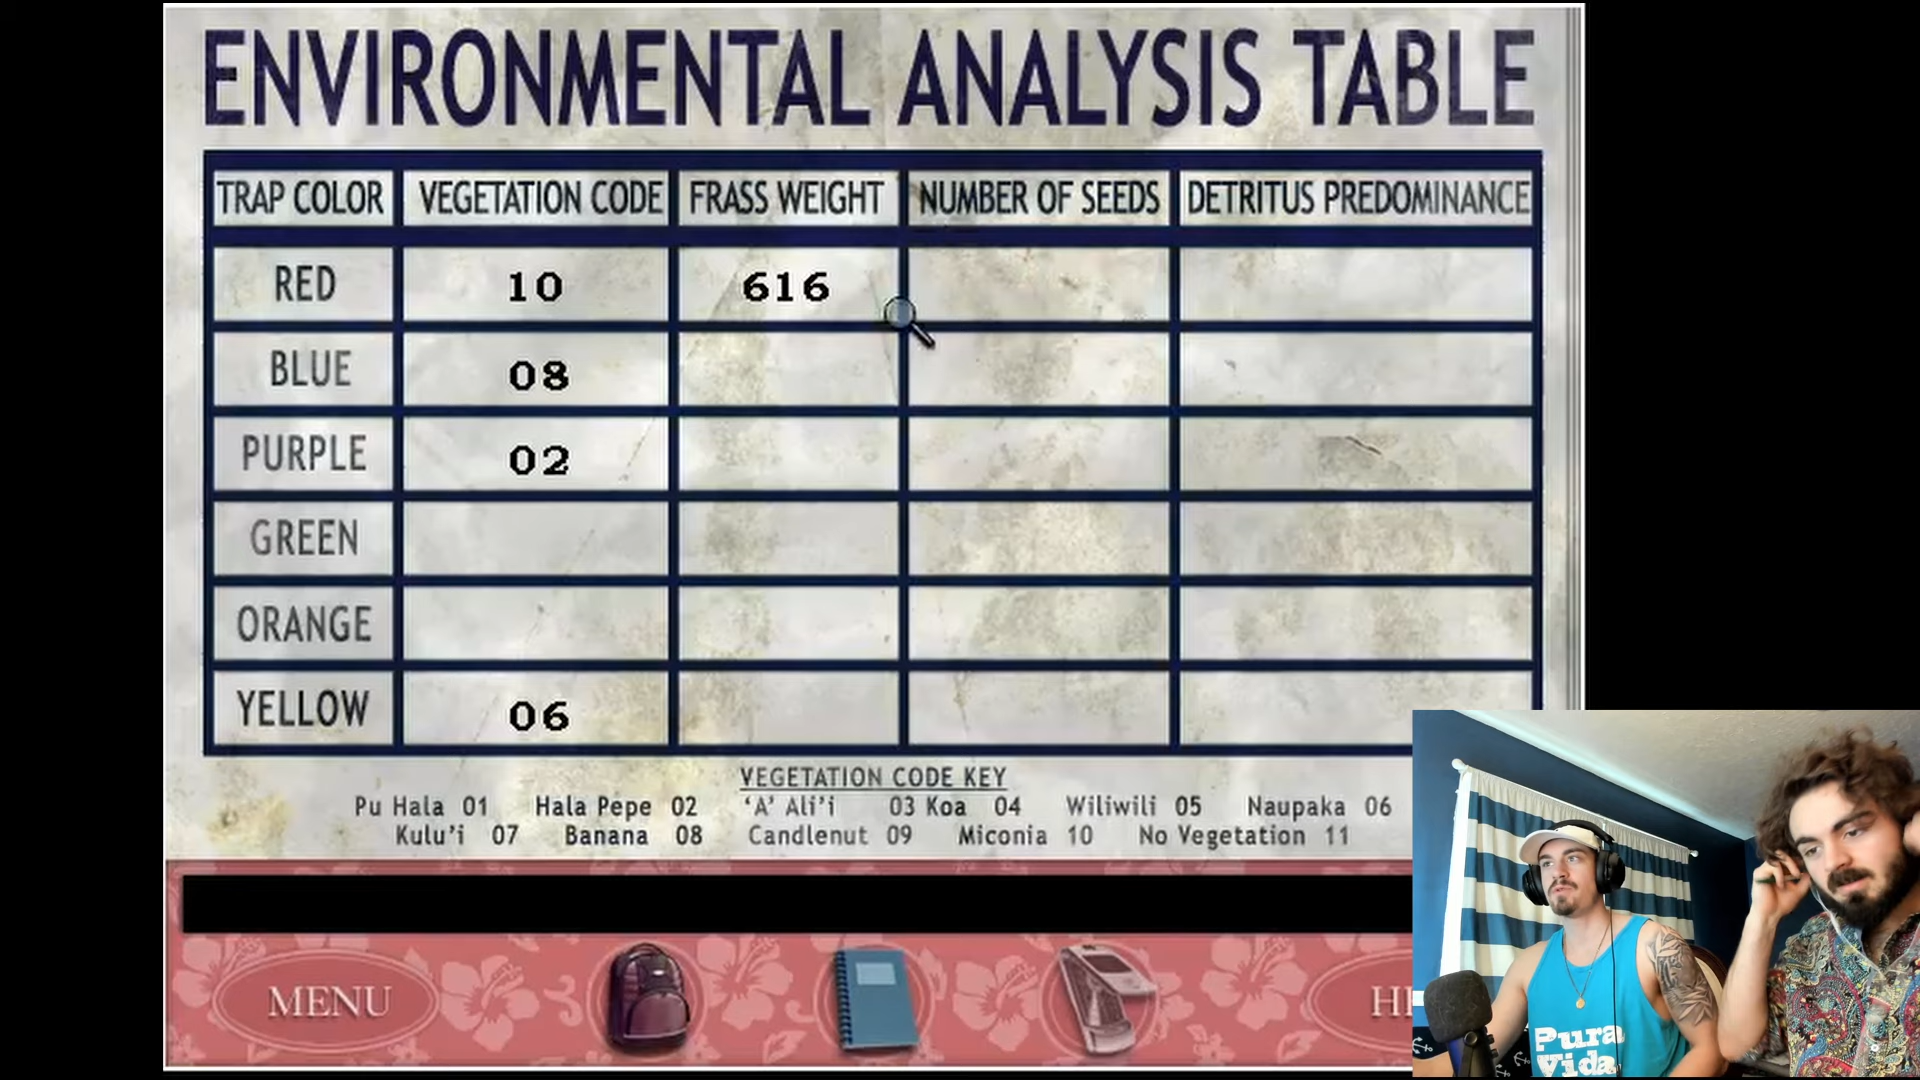 ENVIRONMENTAL ANALYSIS TABLE
TRAP COLOR VEGETATION CODE FRASS WEIGHT NUMBER OF SEEDS DETRITUS PREDOMINANCE
RED 10 616
BLUE 08
PURPLE 02
GREEN
ORANGE
YELLOW 06
VEGETATION CODE KEY
Pu Hala 01 Hala Pepe 02 'A' Ali'i 03 Koa 04 Wiliwili 05 Naupaka 06
Kulu'i 07 Banana 08 Candlenut 09 Miconia 10 No Vegetation 11
MENU
Pura
Vida